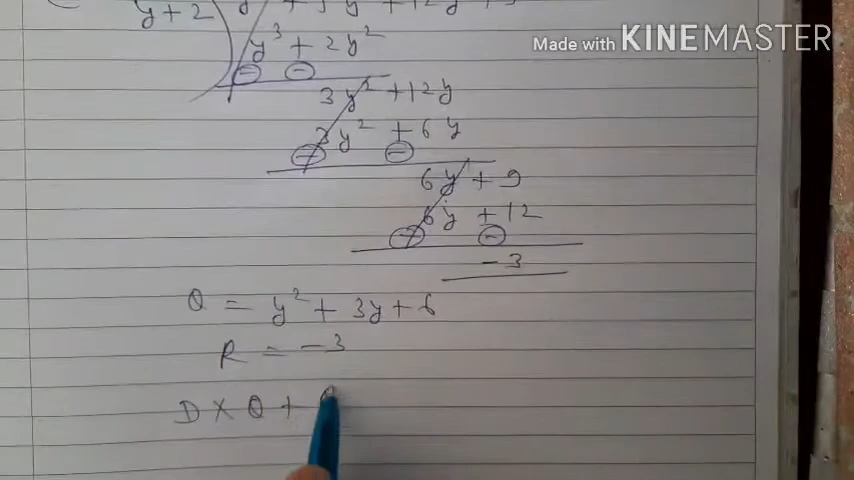 y+2
y³ + 2y²
Made with KINEMASTER
3y² +12y
3y² +6y
6y + 9
6y +12
-3
Q = y² + 3y + 6
R = -3
D × Q +